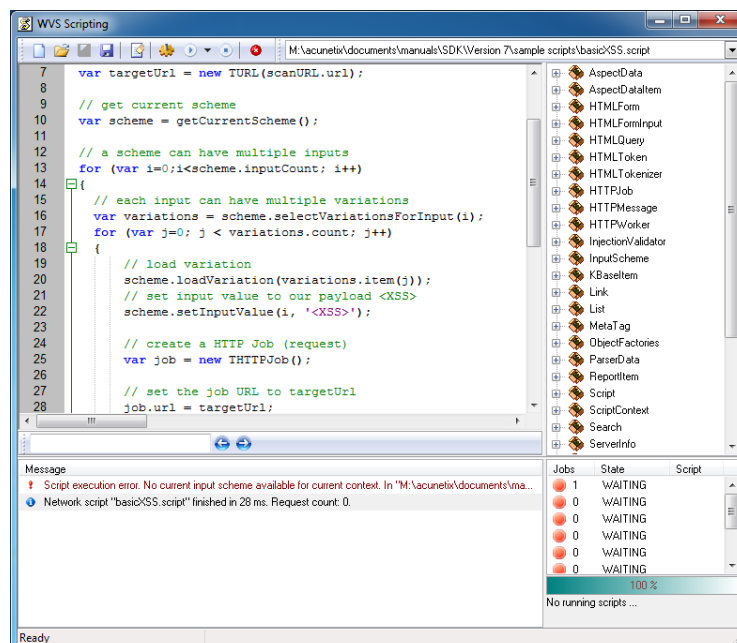 WVS Scripting
M:\acunetix\documents\manuals\SDK\Version 7\sample scripts\basicXSS.script
7 var targetUrl = new TURL(scanURL.url);
8
9 // get current scheme
10 var scheme = getCurrentScheme();
11
12 // a scheme can have multiple inputs
13 for (var i=0;i<scheme.inputCount; i++)
14 {
15 // each input can have multiple variations
16 var variations = scheme.selectVariationsForInput(i);
17 for (var j=0; j < variations.count; j++)
18 {
19 // load variation
20 scheme.loadVariation(variations.item(j));
21 // set input value to our payload <XSS>
22 scheme.setInputValue(i, '<XSS>');
23
24 // create a HTTP Job (request)
25 var job = new THTTPJob();
26
27 // set the job URL to targetUrl
28 job.url = targetUrl;
AspectData
AspectDataItem
HTMLForm
HTMLFormInput
HTMLQuery
HTMLToken
HTMLTokenizer
HTTPJob
HTTPMessage
HTTPWorker
InjectionValidator
InputScheme
KBaseItem
Link
List
MetaTag
ObjectFactories
ParserData
ReportItem
Script
ScriptContext
Search
ServerInfo
Message
Script execution error. No current input scheme available for current context. In "M:\acunetix\documents\ma...
Network script "basicXSS.script" finished in 28 ms. Request count: 0.
Jobs State Script
1 WAITING
0 WAITING
0 WAITING
0 WAITING
0 WAITING
0 WAITING
100 %
No running scripts ...
Ready